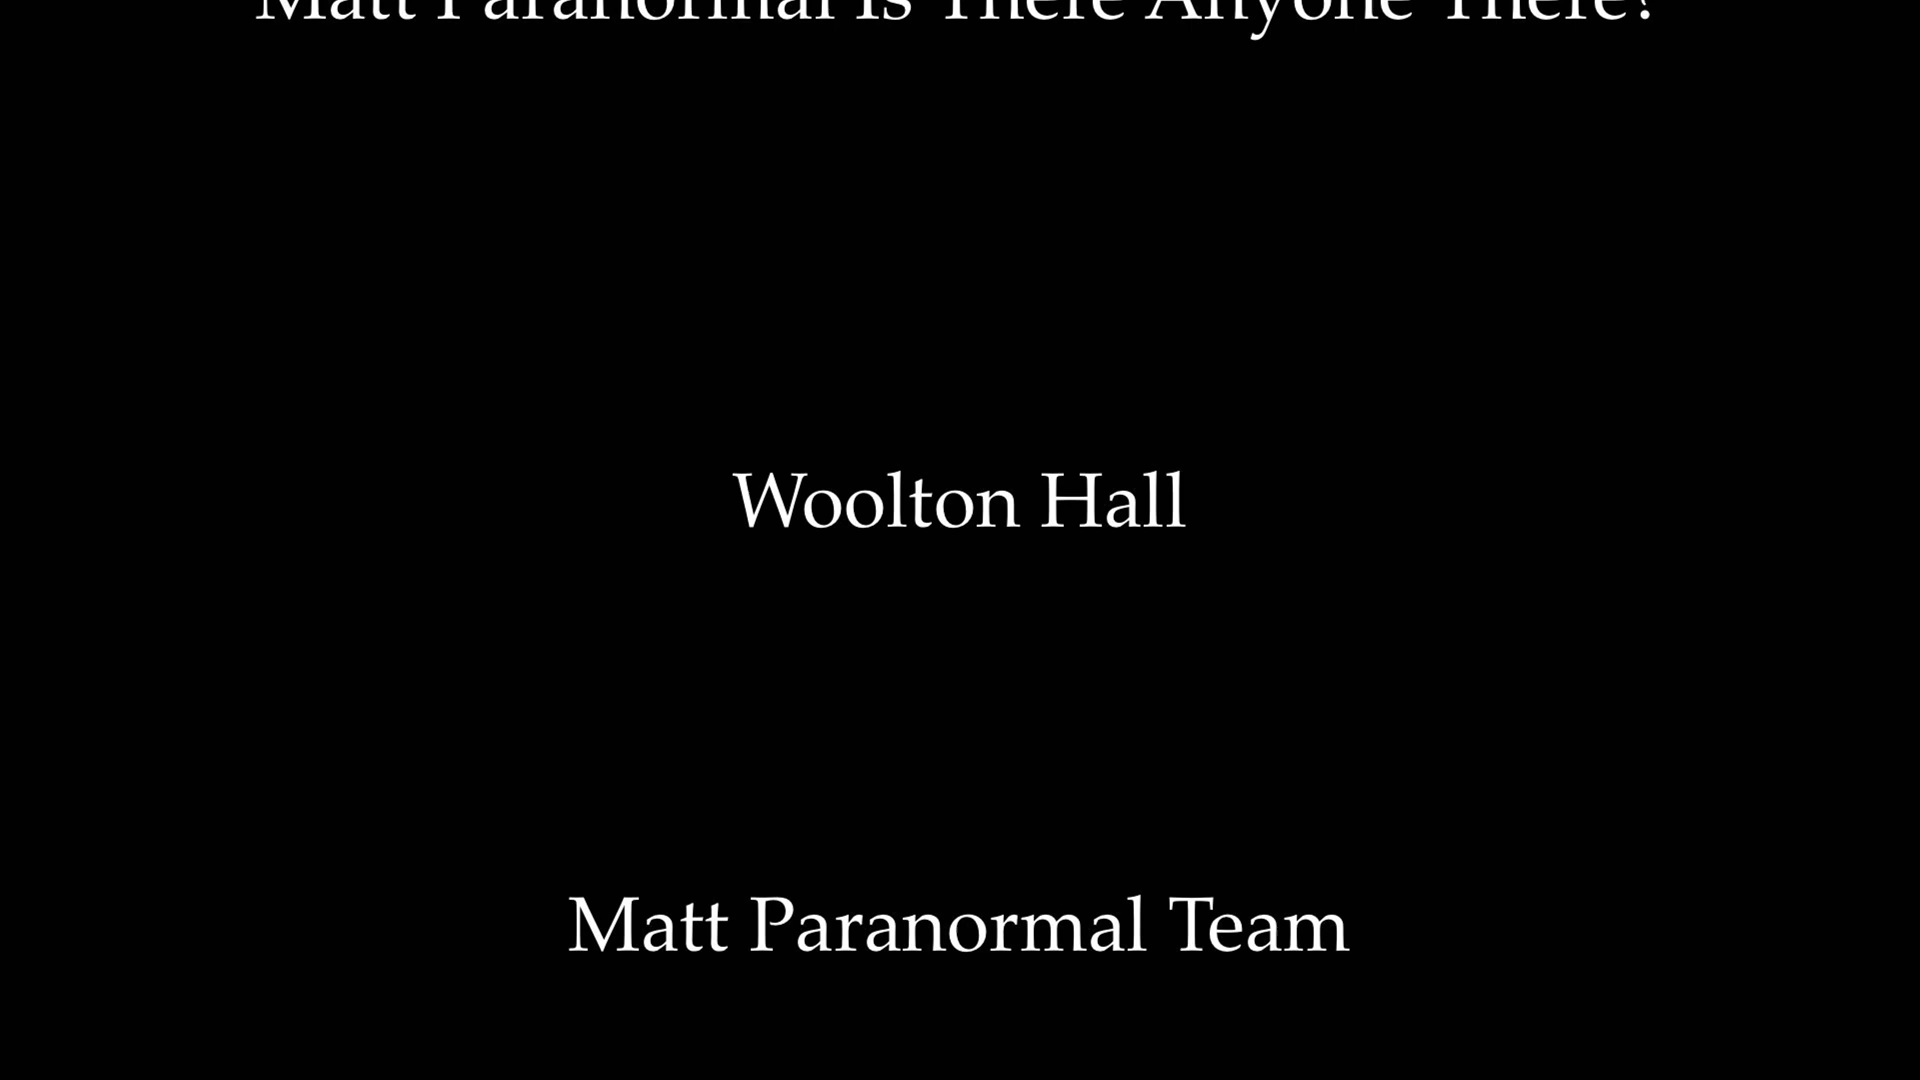 Matt Paranormal Is There Anyone There?
Woolton Hall
Matt Paranormal Team